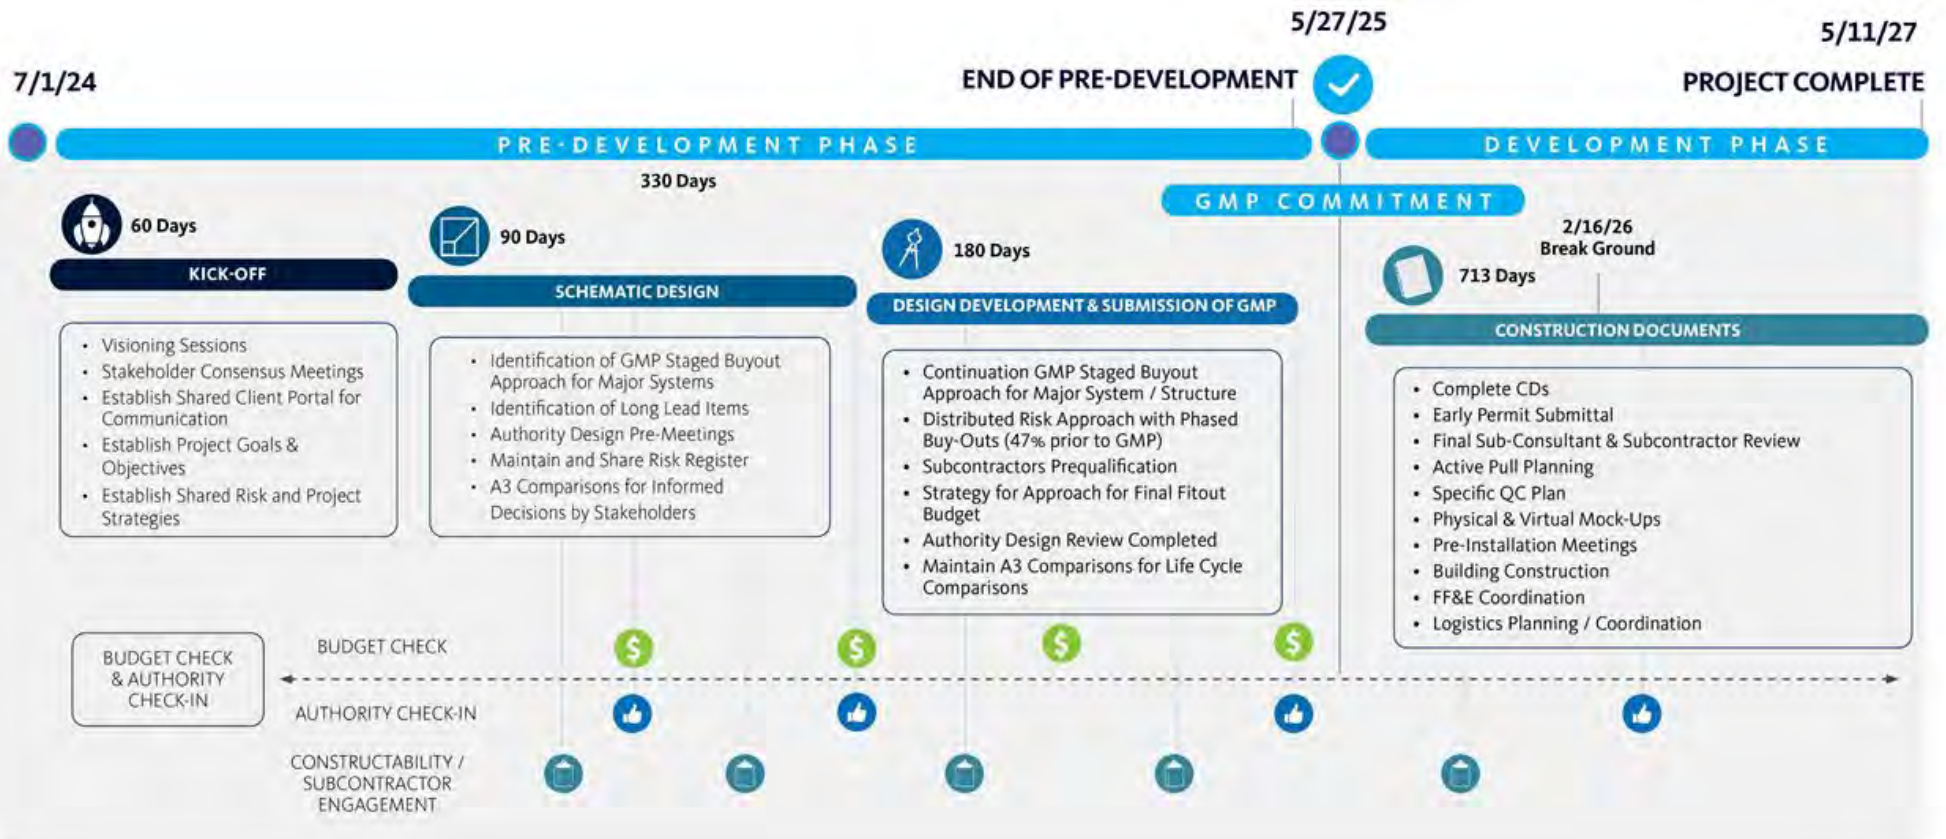 5/27/25
5/11/27
7/1/24
END OF PRE-DEVELOPMENT
PROJECT COMPLETE
PRE-DEVELOPMENT PHASE
DEVELOPMENT PHASE
330 Days
GMP COMMITMENT
60 Days
KICK-OFF
• Visioning Sessions
• Stakeholder Consensus Meetings
• Establish Shared Client Portal for
Communication
• Establish Project Goals &
Objectives
• Establish Shared Risk and Project
Strategies
90 Days
SCHEMATIC DESIGN
• Identification of GMP Staged Buyout
Approach for Major Systems
• Identification of Long Lead Items
• Authority Design Pre-Meetings
• Maintain and Share Risk Register
• A3 Comparisons for Informed
Decisions by Stakeholders
180 Days
DESIGN DEVELOPMENT & SUBMISSION OF GMP
• Continuation GMP Staged Buyout
Approach for Major System / Structure
• Distributed Risk Approach with Phased
Buy-Outs (47% prior to GMP)
• Subcontractors Prequalification
• Strategy for Approach for Final Fitout
Budget
• Authority Design Review Completed
• Maintain A3 Comparisons for Life Cycle
Comparisons
2/16/26
Break Ground
713 Days
CONSTRUCTION DOCUMENTS
• Complete CDs
• Early Permit Submittal
• Final Sub-Consultant & Subcontractor Review
• Active Pull Planning
• Specific QC Plan
• Physical & Virtual Mock-Ups
• Pre-Installation Meetings
• Building Construction
• FF&E Coordination
• Logistics Planning / Coordination
BUDGET CHECK
& AUTHORITY
CHECK-IN
BUDGET CHECK
$ $ $ $
AUTHORITY CHECK-IN
CONSTRUCTABILITY /
SUBCONTRACTOR
ENGAGEMENT